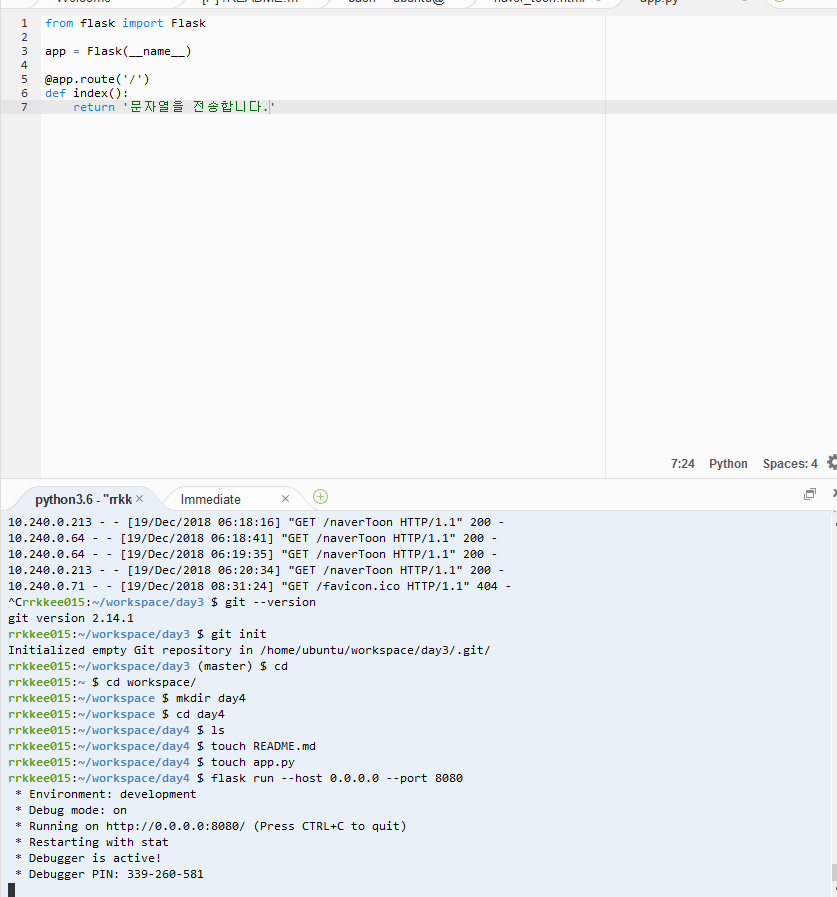 Welcome README.m bash ubuntu@ naver_toon.html app.py
1 from flask import Flask
2
3 app = Flask(__name__)
4
5 @app.route('/')
6 def index():
7 return '문자열을 전송합니다.'
7:24 Python Spaces: 4
python3.6 - "rrkk Immediate
10.240.0.213 - - [19/Dec/2018 06:18:16] "GET /naverToon HTTP/1.1" 200 -
10.240.0.64 - - [19/Dec/2018 06:18:41] "GET /naverToon HTTP/1.1" 200 -
10.240.0.64 - - [19/Dec/2018 06:19:35] "GET /naverToon HTTP/1.1" 200 -
10.240.0.213 - - [19/Dec/2018 06:20:34] "GET /naverToon HTTP/1.1" 200 -
10.240.0.71 - - [19/Dec/2018 08:31:24] "GET /favicon.ico HTTP/1.1" 404 -
^Crrkkee015:~/workspace/day3 $ git --version
git version 2.14.1
rrkkee015:~/workspace/day3 $ git init
Initialized empty Git repository in /home/ubuntu/workspace/day3/.git/
rrkkee015:~/workspace/day3 (master) $ cd
rrkkee015:~ $ cd workspace/
rrkkee015:~/workspace $ mkdir day4
rrkkee015:~/workspace $ cd day4
rrkkee015:~/workspace/day4 $ ls
rrkkee015:~/workspace/day4 $ touch README.md
rrkkee015:~/workspace/day4 $ touch app.py
rrkkee015:~/workspace/day4 $ flask run --host 0.0.0.0 --port 8080
* Environment: development
* Debug mode: on
* Running on http://0.0.0.0:8080/ (Press CTRL+C to quit)
* Restarting with stat
* Debugger is active!
* Debugger PIN: 339-260-581